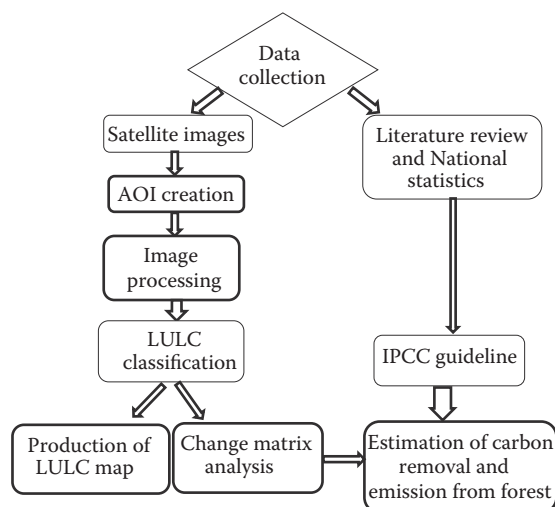 Data
collection
Satellite images
AOI creation
Image
processing
LULC
classification
Production of
LULC map
Change matrix
analysis
Literature review
and National
statistics
IPCC guideline
Estimation of carbon
removal and
emission from forest